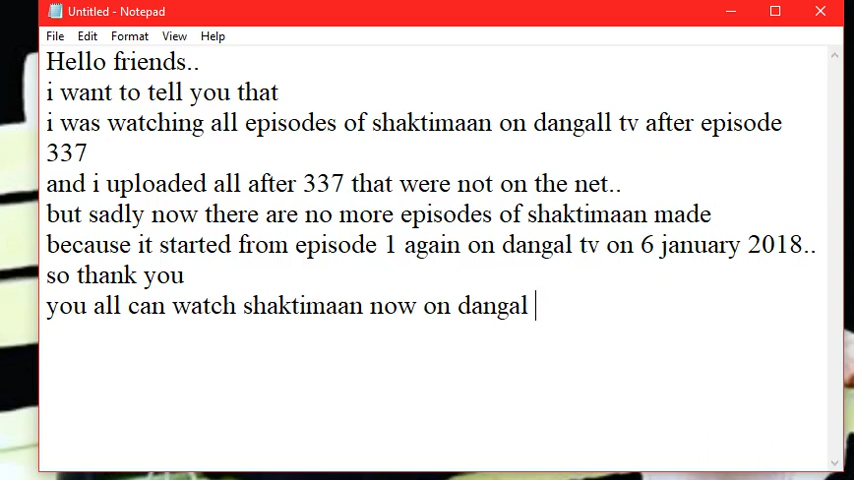 Untitled - Notepad
File Edit Format View Help
Hello friends..
i want to tell you that
i was watching all episodes of shaktimaan on dangall tv after episode
337
and i uploaded all after 337 that were not on the net..
but sadly now there are no more episodes of shaktimaan made
because it started from episode 1 again on dangal tv on 6 january 2018..
so thank you
you all can watch shaktimaan now on dangal